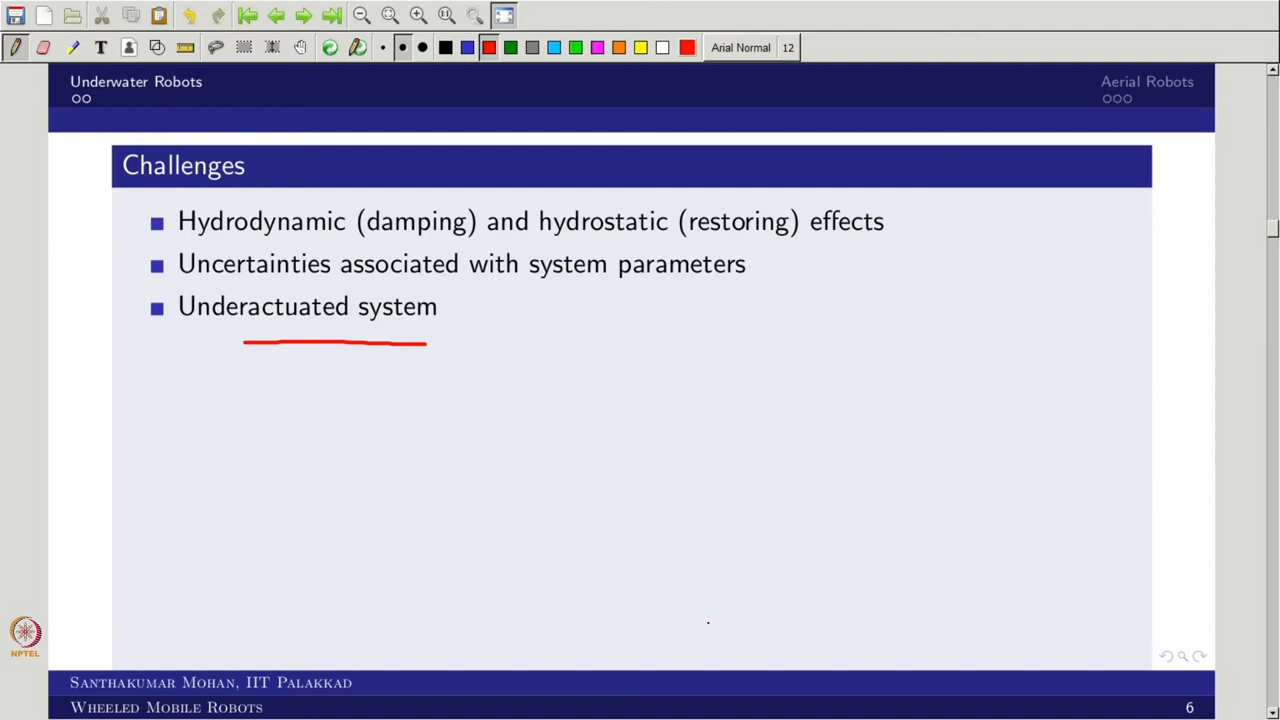 Arial Normal 12
Underwater Robots
Aerial Robots
Challenges
Hydrodynamic (damping) and hydrostatic (restoring) effects
Uncertainties associated with system parameters
Underactuated system
NPTEL
Santhakumar Mohan, IIT Palakkad
Wheeled Mobile Robots 6